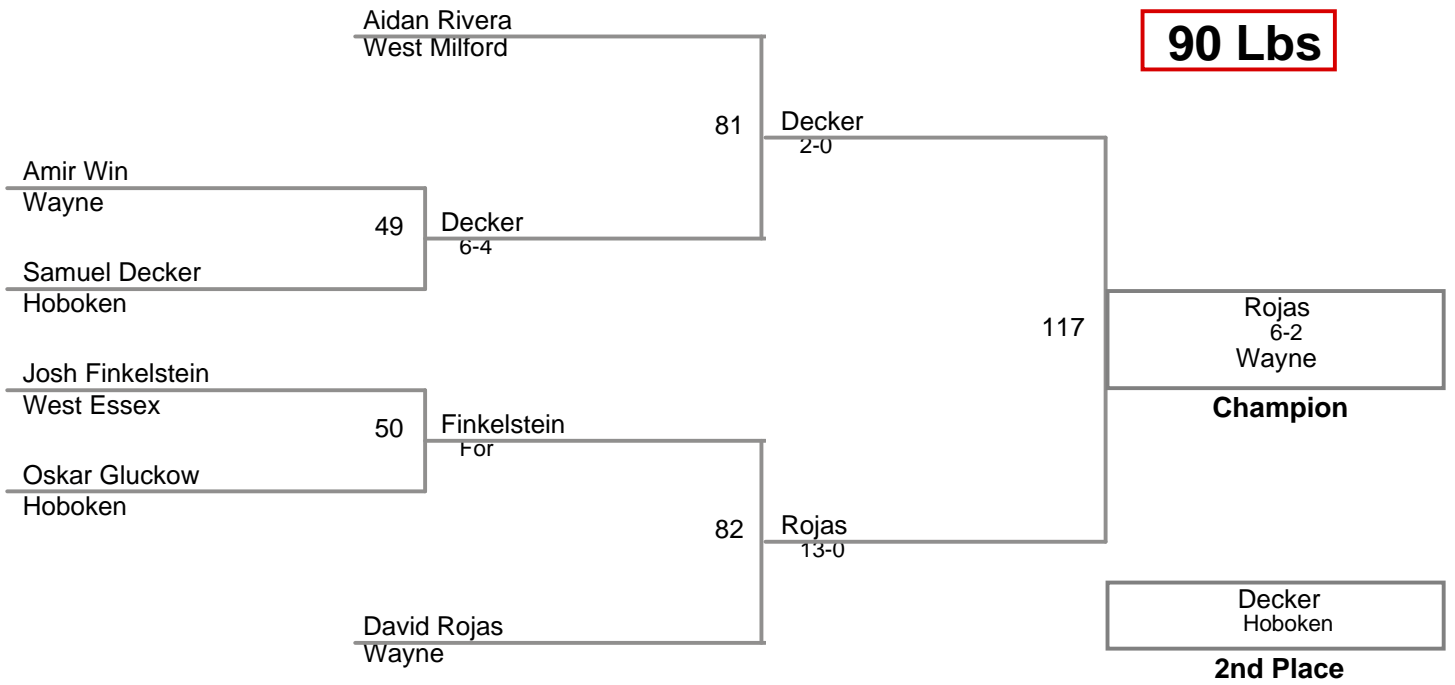 Aidan Rivera
West Milford
90 Lbs
81
Decker
2-0
Amir Win
Wayne
49
Decker
6-4
Samuel Decker
Hoboken
117
Rojas
6-2
Wayne
Champion
Josh Finkelstein
West Essex
50
Finkelstein
For
Oskar Gluckow
Hoboken
82
Rojas
13-0
David Rojas
Wayne
Decker
Hoboken
2nd Place